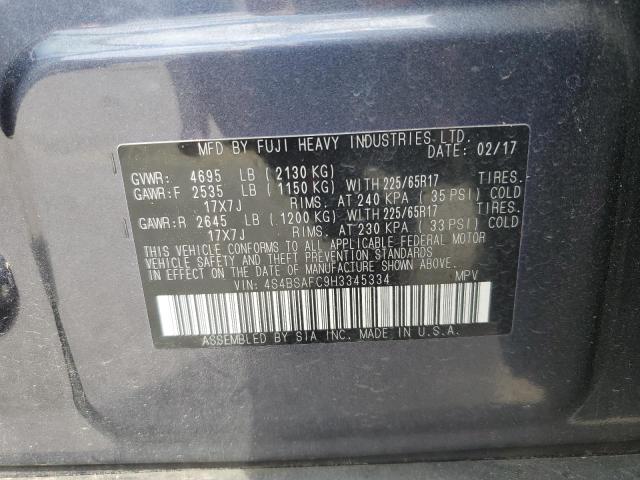 MFD BY FUJI HEAVY INDUSTRIES LTD.
DATE: 02/17
GVWR: 4695 LB (2130 KG)
GAWR:F 2535 LB (1150 KG) WITH 225/65R17 TIRES.
17X7J RIMS. AT 240 KPA (35 PSI) COLD
GAWR:R 2645 LB (1200 KG) WITH 225/65R17 TIRES.
17X7J RIMS. AT 230 KPA (33 PSI) COLD
THIS VEHICLE CONFORMS TO ALL APPLICABLE FEDERAL MOTOR
VEHICLE SAFETY AND THEFT PREVENTION STANDARDS
IN EFFECT ON THE DATE OF MANUFACTURE SHOWN ABOVE.
VIN: 4S4BSAFC9H3345334 MPV
ASSEMBLED BY SIA INC. MADE IN U.S.A.